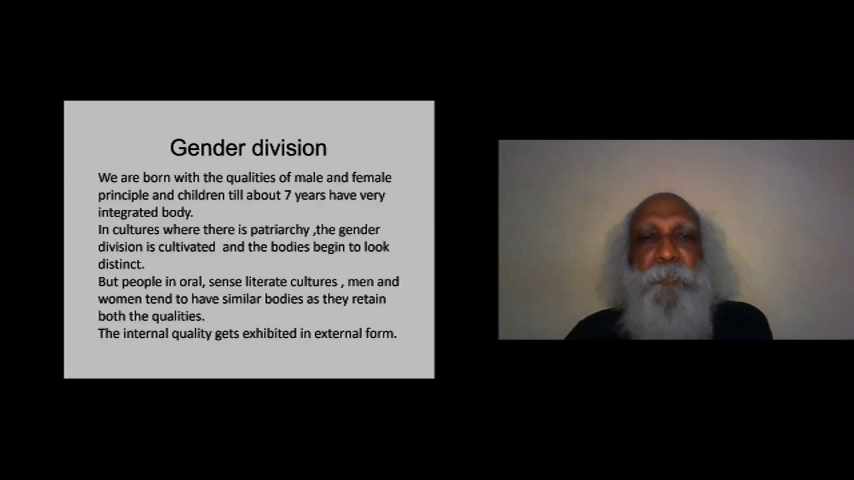 Gender division
We are born with the qualities of male and female
principle and children till about 7 years have very
integrated body.
In cultures where there is patriarchy ,the gender
division is cultivated  and the bodies begin to look
distinct.
But people in oral, sense literate cultures , men and
women tend to have similar bodies as they retain
both the qualities.
The internal quality gets exhibited in external form.